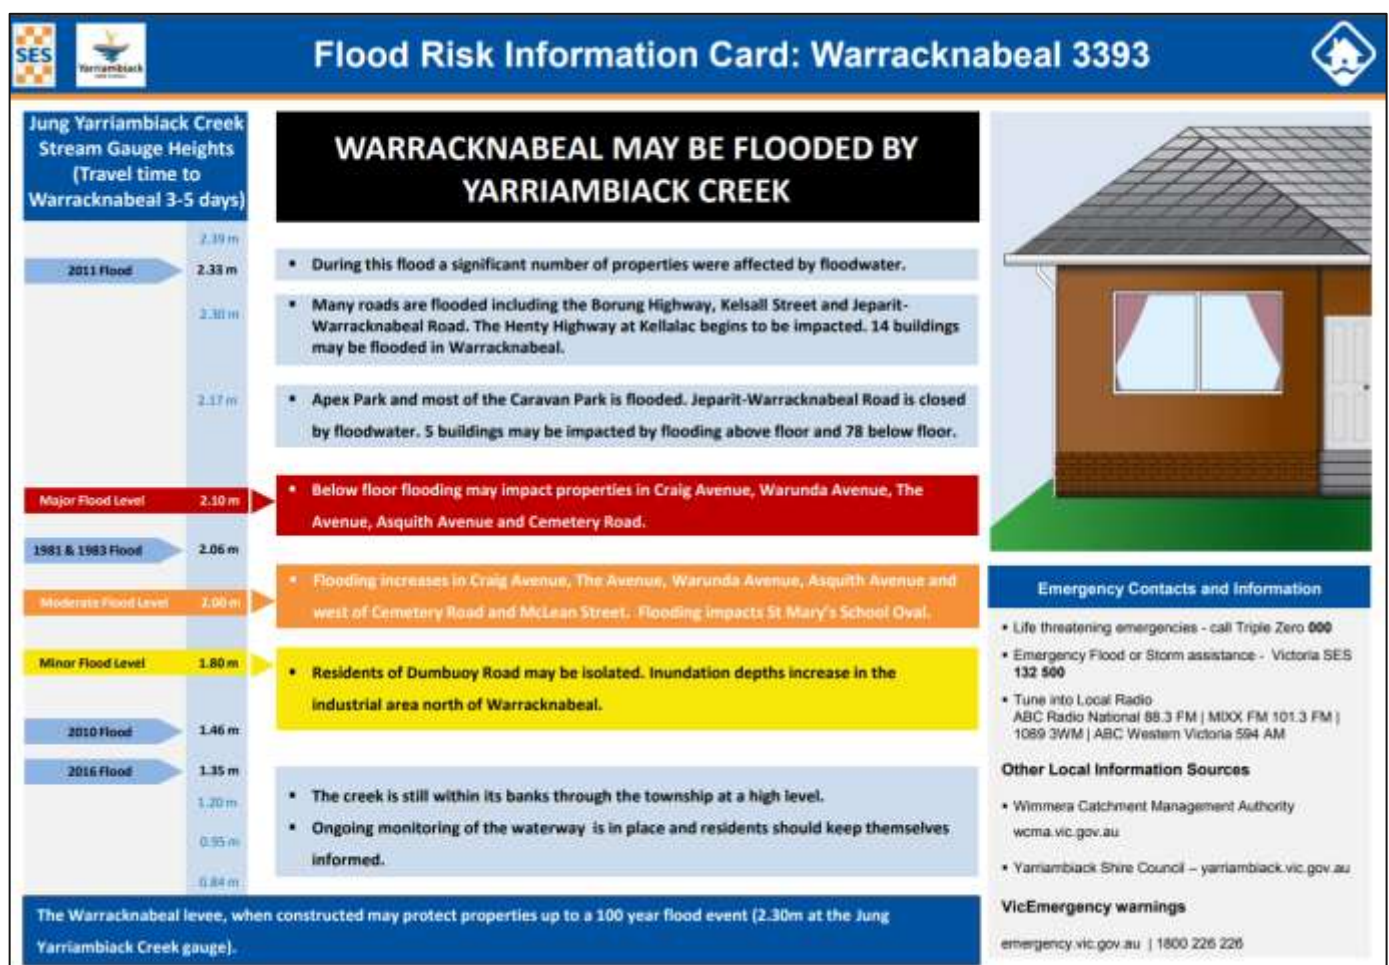 SES
Yarriambiack
Flood Risk Information Card: Warracknabeal 3393
Jung Yarriambiack Creek
Stream Gauge Heights
(Travel time to
Warracknabeal 3-5 days)
WARRACKNABEAL MAY BE FLOODED BY
YARRIAMBIACK CREEK
2.39 m
2011 Flood 2.33 m
▪ During this flood a significant number of properties were affected by floodwater.
2.30 m
▪ Many roads are flooded including the Borung Highway, Kelsall Street and Jeparit-
Warracknabeal Road. The Henty Highway at Kellalac begins to be impacted. 14 buildings
may be flooded in Warracknabeal.
2.17 m
▪ Apex Park and most of the Caravan Park is flooded. Jeparit-Warracknabeal Road is closed
by floodwater. 5 buildings may be impacted by flooding above floor and 78 below floor.
Major Flood Level 2.10 m
▪ Below floor flooding may impact properties in Craig Avenue, Warunda Avenue, The
Avenue, Asquith Avenue and Cemetery Road.
1981 & 1983 Flood 2.06 m
Moderate Flood Level 2.00 m
▪ Flooding increases in Craig Avenue, The Avenue, Warunda Avenue, Asquith Avenue and
west of Cemetery Road and McLean Street. Flooding impacts St Mary's School Oval.
Minor Flood Level 1.80 m
▪ Residents of Dumbuoy Road may be isolated. Inundation depths increase in the
industrial area north of Warracknabeal.
2010 Flood 1.46 m
2016 Flood 1.35 m
1.20 m
0.95 m
0.84 m
▪ The creek is still within its banks through the township at a high level.
▪ Ongoing monitoring of the waterway is in place and residents should keep themselves
informed.
The Warracknabeal levee, when constructed may protect properties up to a 100 year flood event (2.30m at the Jung
Yarriambiack Creek gauge).
Emergency Contacts and Information
• Life threatening emergencies - call Triple Zero 000
• Emergency Flood or Storm assistance - Victoria SES
132 500
• Tune into Local Radio
ABC Radio National 88.3 FM | MIXX FM 101.3 FM |
1089 3WM | ABC Western Victoria 594 AM
Other Local Information Sources
• Wimmera Catchment Management Authority
wcma.vic.gov.au
• Yarriambiack Shire Council – yarriambiack.vic.gov.au
VicEmergency warnings
emergency.vic.gov.au | 1800 226 226